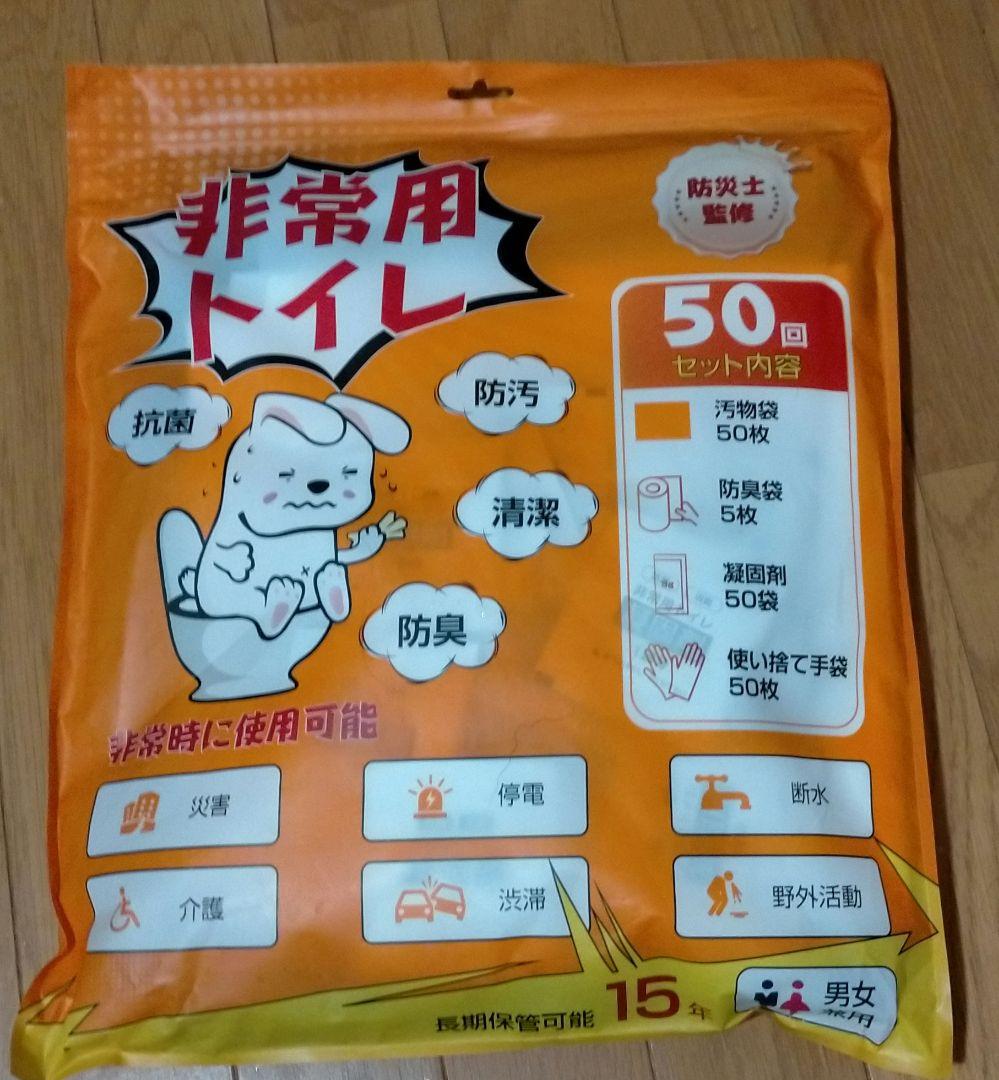 非常用
トイレ
防災士
監修
50回
セット内容
汚物袋
50枚
防臭袋
5枚
凝固剤
50袋
使い捨て手袋
50枚
抗菌
防汚
清潔
防臭
非常時に使用可能
災害
停電
断水
介護
渋滞
野外活動
長期保管可能 15年
男女
兼用